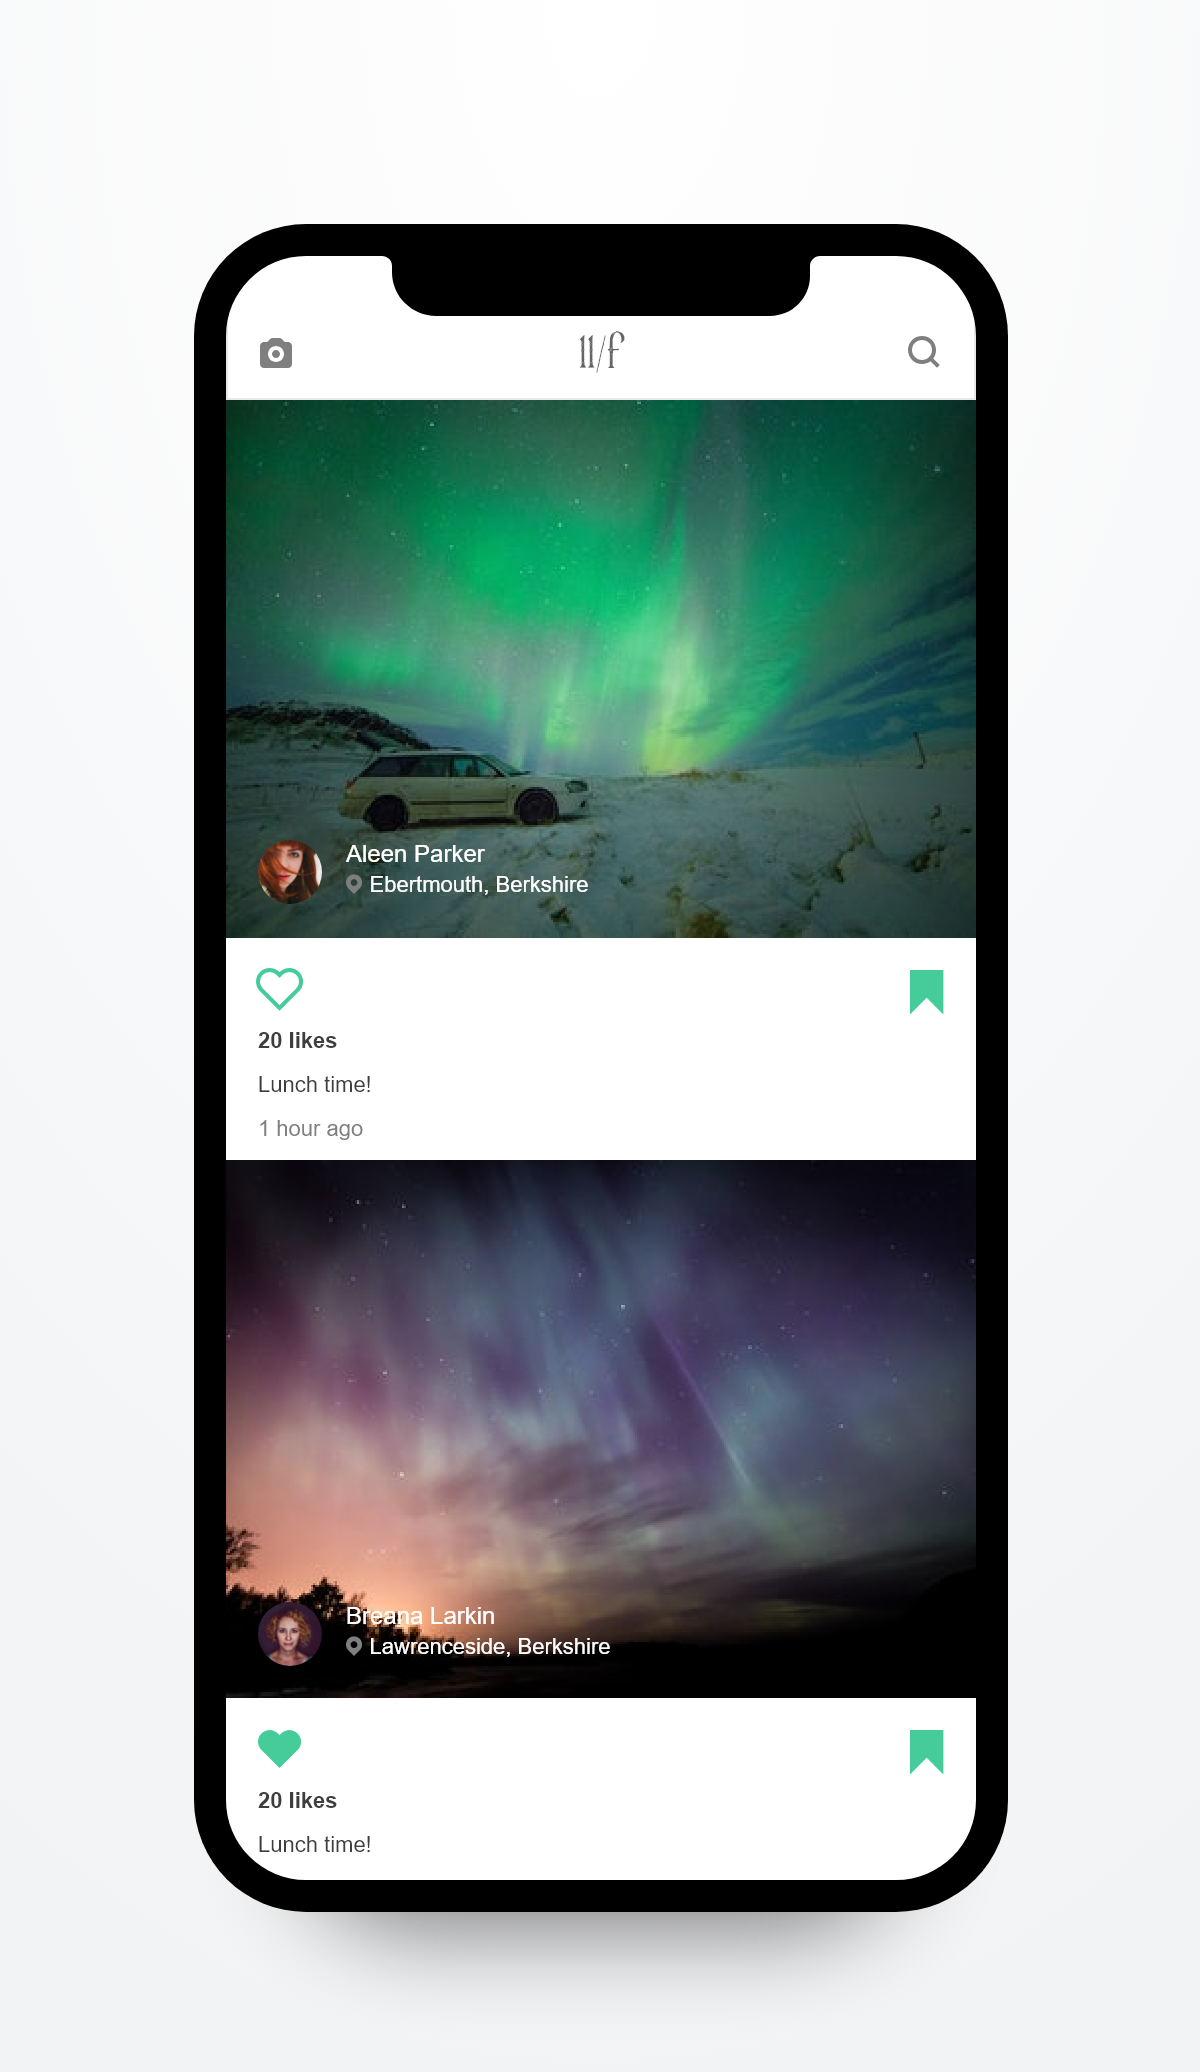 11/f
Aleen Parker
Ebertmouth, Berkshire
20 likes
Lunch time!
1 hour ago
Breana Larkin
Lawrenceside, Berkshire
20 likes
Lunch time!